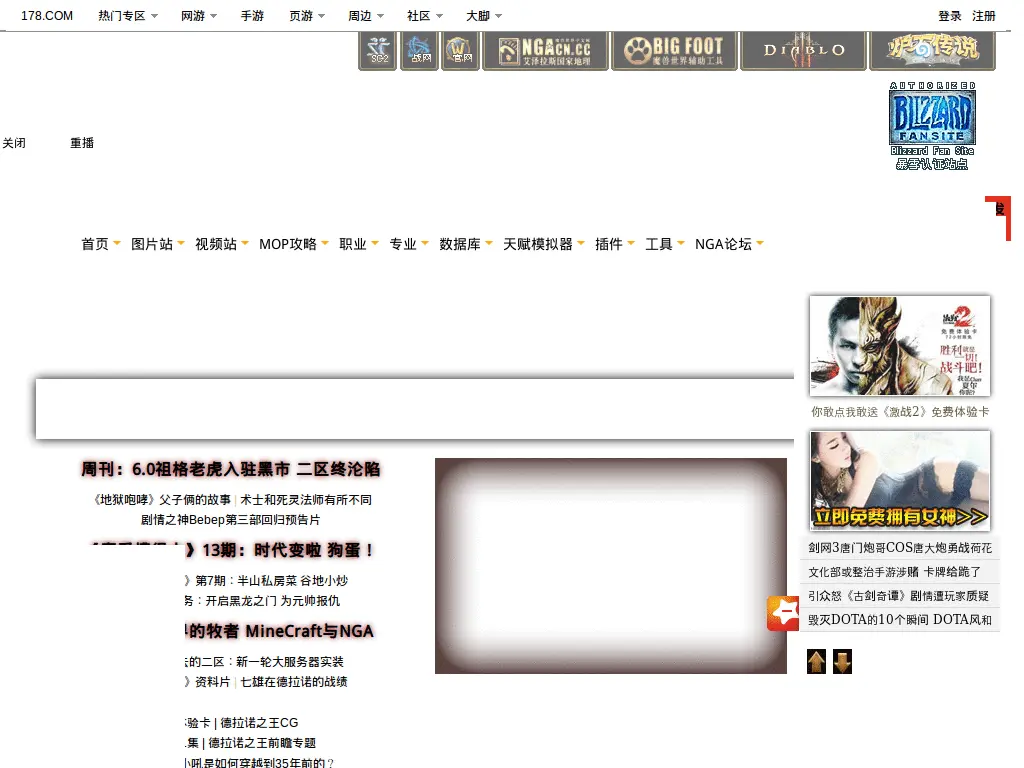 178.COM 热门专区 网游 手游 页游 周边 社区 大脚 登录 注册
SC2 战网 官网 NGACN.CC 艾泽拉斯国家地理 BIG FOOT 魔兽世界辅助工具 DIABLO 炉石传说
AUTHORIZED
BLIZZARD
FAN SITE
Blizzard Fan Site
暴雪认证站点
关闭 重播
首页 图片站 视频站 MOP攻略 职业 专业 数据库 天赋模拟器 插件 工具 NGA论坛
激战2
免费体验卡
胜利就是一切!
战斗吧!
你敢点我敢送《激战2》免费体验卡
立即免费拥有女神>>
周刊：6.0祖格老虎入驻黑市 二区终沦陷
《地狱咆哮》父子俩的故事 | 术士和死灵法师有所不同
剧情之神Bebep第三部回归预告片
》13期：时代变啦 狗蛋！
》第7期：半山私房菜 谷地小炒
务：开启黑龙之门 为元帅报仇
的牧者 MineCraft与NGA
的二区：新一轮大服务器实装
》资料片 | 七雄在德拉诺的战绩
验卡 | 德拉诺之王CG
集 | 德拉诺之王前瞻专题
小吼是如何穿越到35年前的？
剑网3唐门炮哥COS唐大炮勇战荷花
文化部或整治手游涉赌 卡牌给跪了
引众怒《古剑奇谭》剧情遭玩家质疑
毁灭DOTA的10个瞬间 DOTA风和